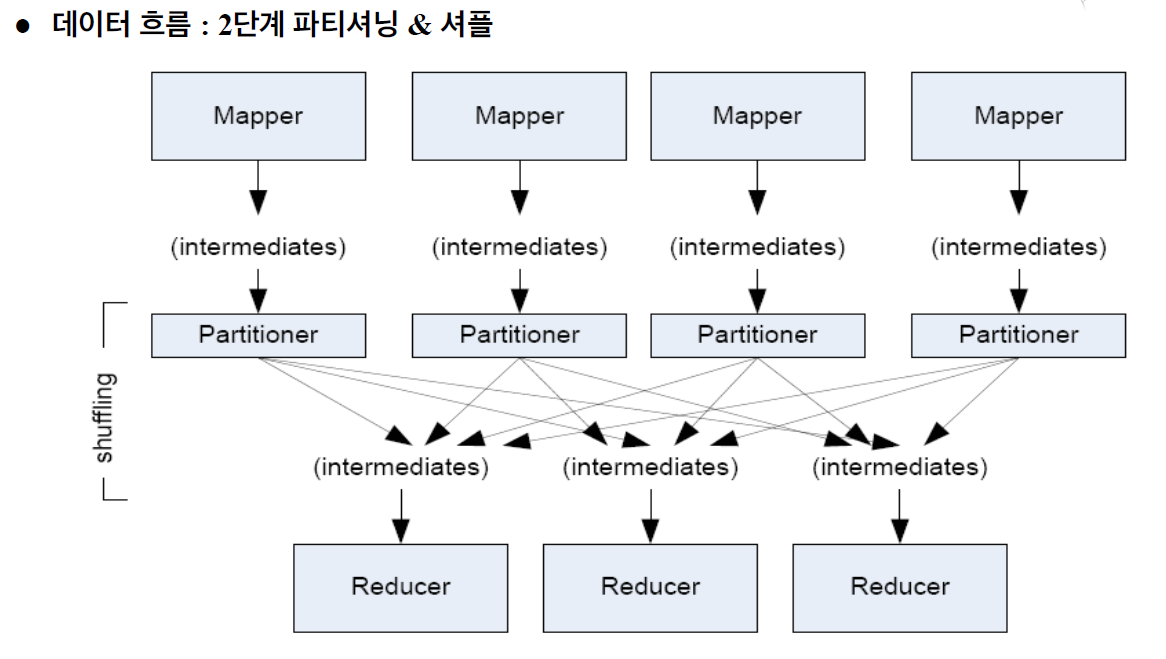 ● 데이터 흐름 : 2단계 파티셔닝 & 셔플
Mapper Mapper Mapper Mapper
(intermediates) (intermediates) (intermediates) (intermediates)
Partitioner Partitioner Partitioner Partitioner
shuffling
(intermediates) (intermediates) (intermediates)
Reducer Reducer Reducer